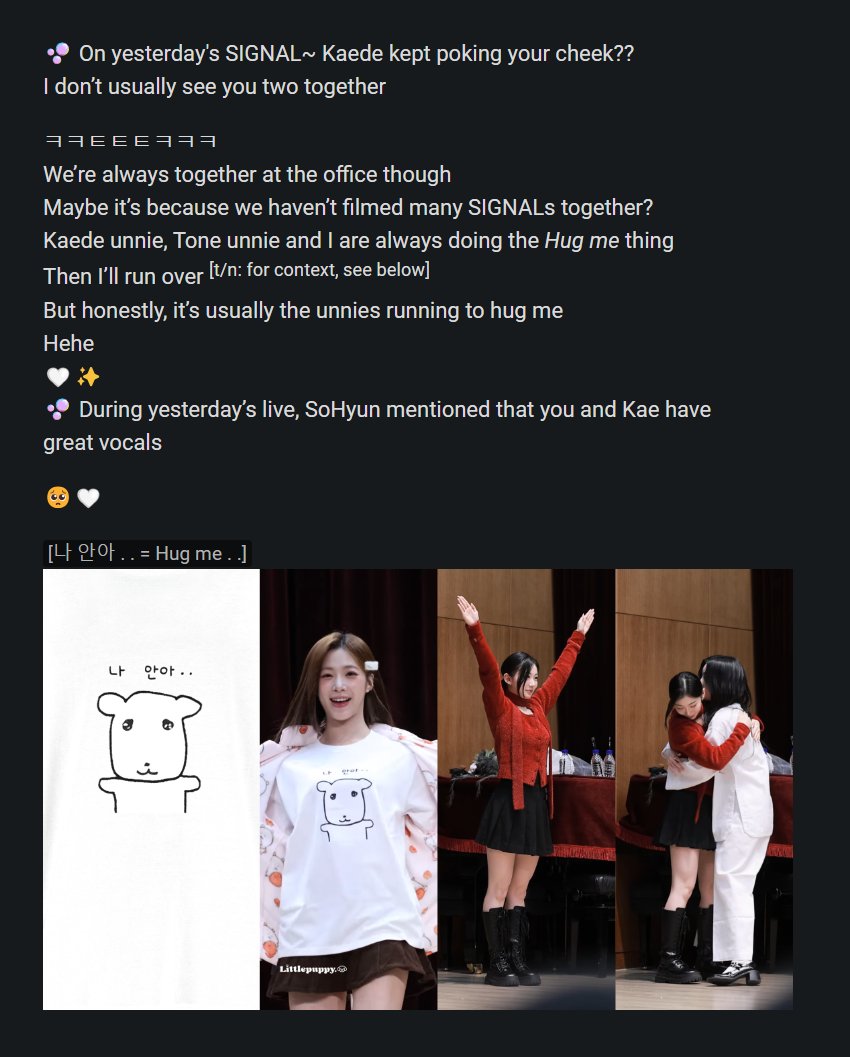 On yesterday's SIGNAL~ Kaede kept poking your cheek??
I don’t usually see you two together
ㅋㅋㅌㅌㅌㅋㅋㅋ
We’re always together at the office though
Maybe it’s because we haven’t filmed many SIGNALs together?
Kaede unnie, Tone unnie and I are always doing the Hug me thing
Then I’ll run over [t/n: for context, see below]
But honestly, it’s usually the unnies running to hug me
Hehe
🤍✨
During yesterday’s live, SoHyun mentioned that you and Kae have
great vocals
🥺🤍
[나 안아 . . = Hug me . .]
나 안아..
나 안아..
Littlepuppy.